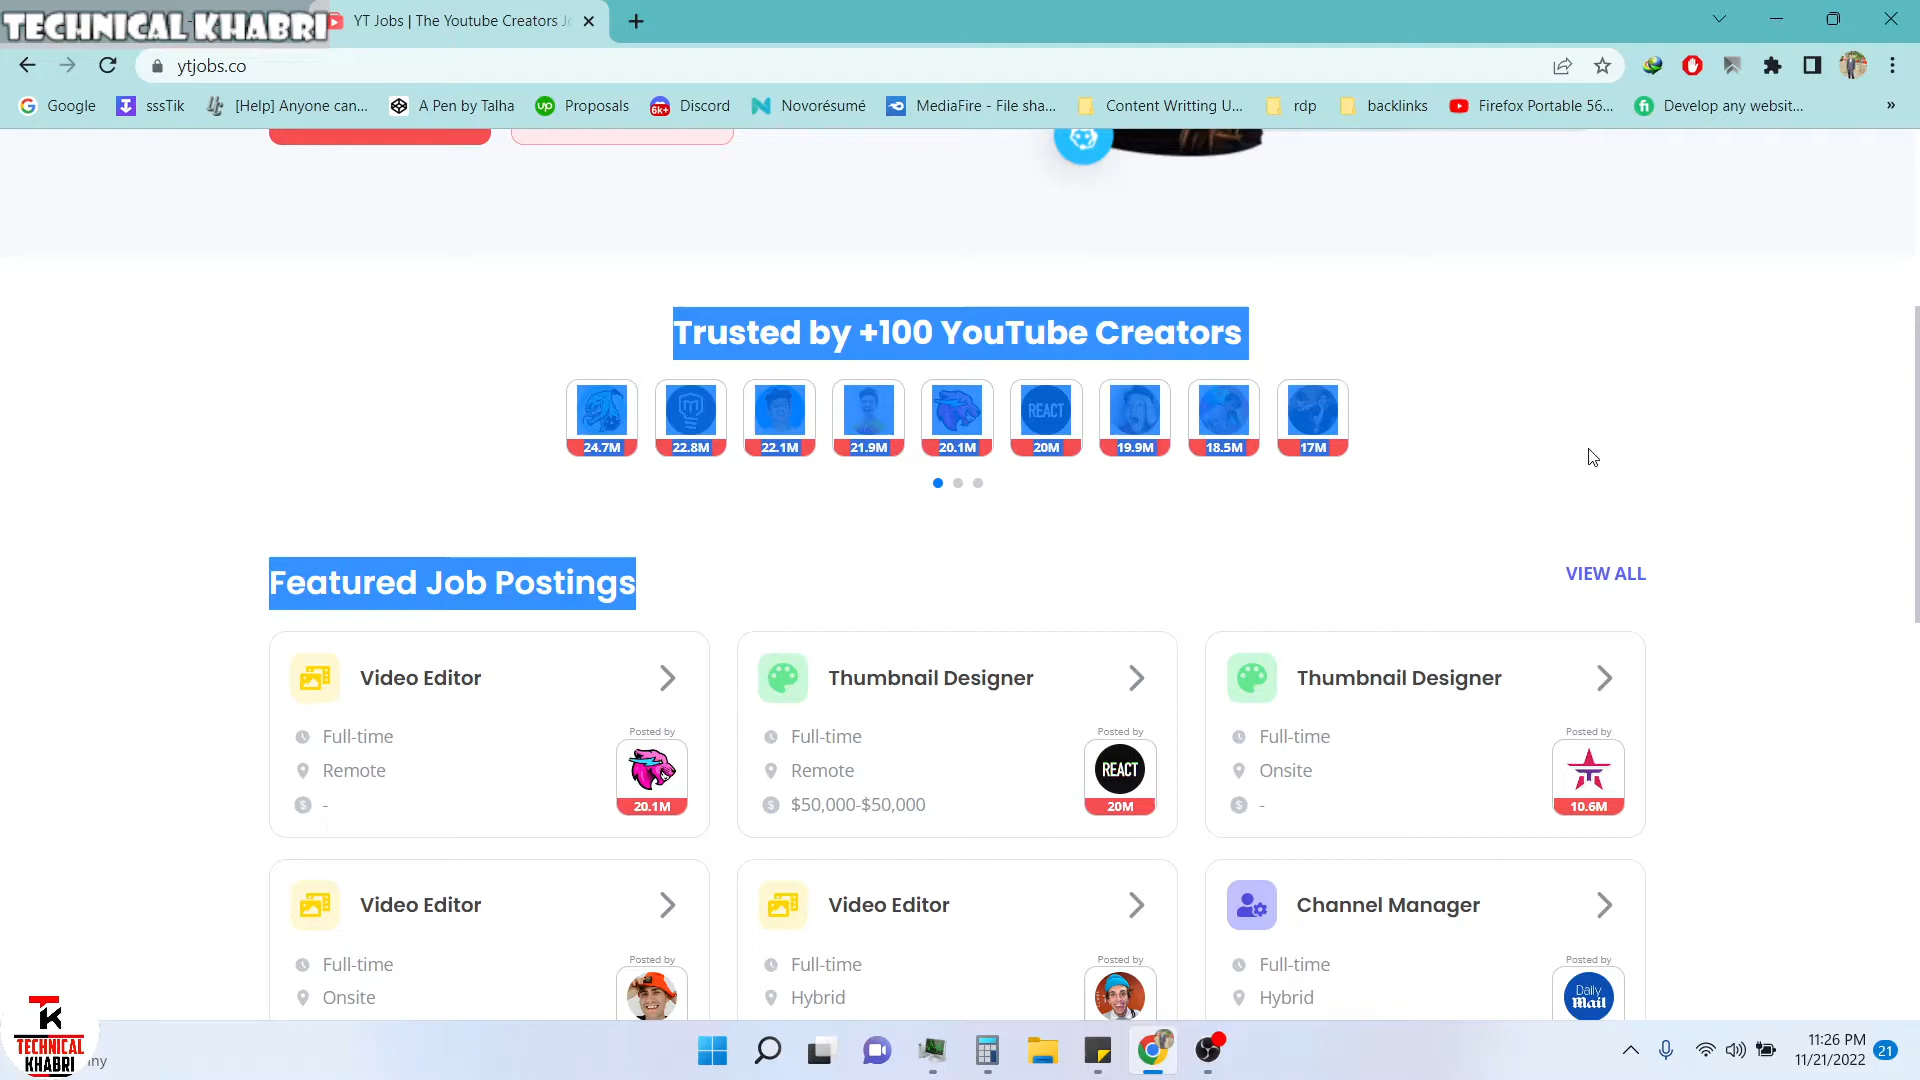 TECHNICAL KHABRI
YT Jobs | The Youtube Creators Jo
ytjobs.co
Google
sssTik
[Help] Anyone can...
A Pen by Talha
up
Proposals
6k+
Discord
Novorésumé
MediaFire - File sha...
Content Writting U...
rdp
backlinks
Firefox Portable 56...
fi
Develop any websit...
»
Trusted by +100 YouTube Creators
REACT
24.7M 22.8M 22.1M 21.9M 20.1M 20M 19.9M 18.5M 17M
Featured Job Postings
VIEW ALL
Video Editor
Full-time
Posted by
Remote
-
20.1M
Thumbnail Designer
Full-time
Posted by
Remote
REACT
$50,000-$50,000
20M
Thumbnail Designer
Full-time
Posted by
Onsite
-
10.6M
Video Editor
Full-time
Posted by
Onsite
Video Editor
Full-time
Posted by
Hybrid
Channel Manager
Full-time
Posted by
Hybrid
Daily
Mail
TK
TECHNICAL
KHABRI
ny
11:26 PM
11/21/2022
21